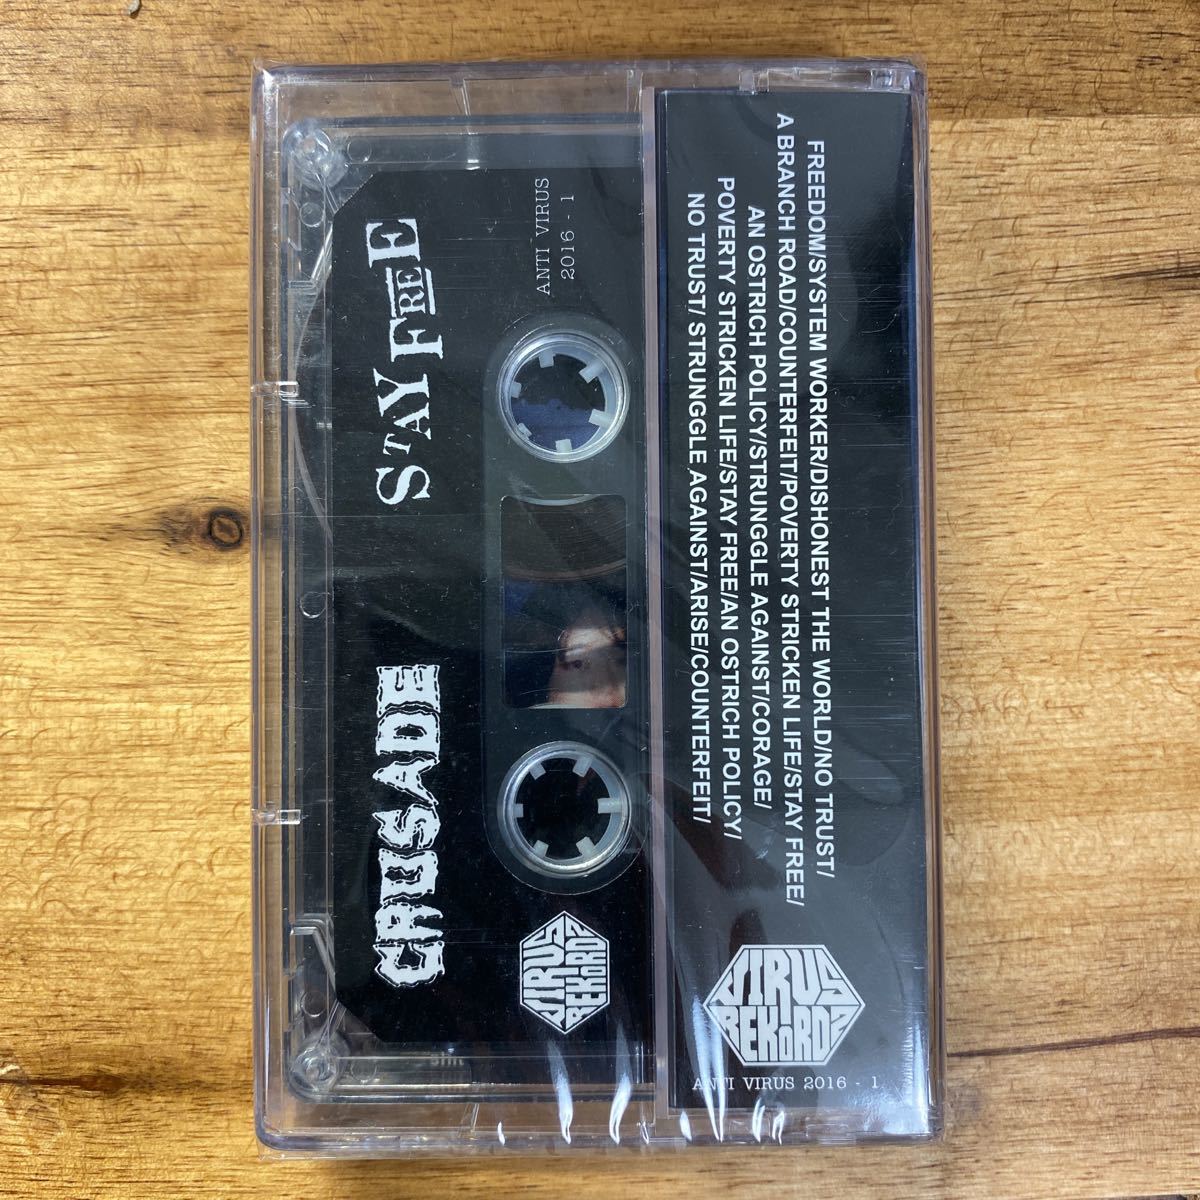 CRUSADE
STAY FREE
ANTI VIRUS
2016 - 1
VIRUS
REKORDZ
FREEDOM/SYSTEM WORKER/DISHONEST THE WORLD/NO TRUST/
A BRANCH ROAD/COUNTERFEIT/POVERTY STRICKEN LIFE/STAY FREE/
AN OSTRICH POLICY/STRUNGGLE AGAINST/CORAGE/
POVERTY STRICKEN LIFE/STAY FREE/AN OSTRICH POLICY/
NO TRUST/ STRUNGGLE AGAINST/ARISE/COUNTERFEIT/
VIRUS
REKORDZ
ANTI VIRUS 2016 - 1